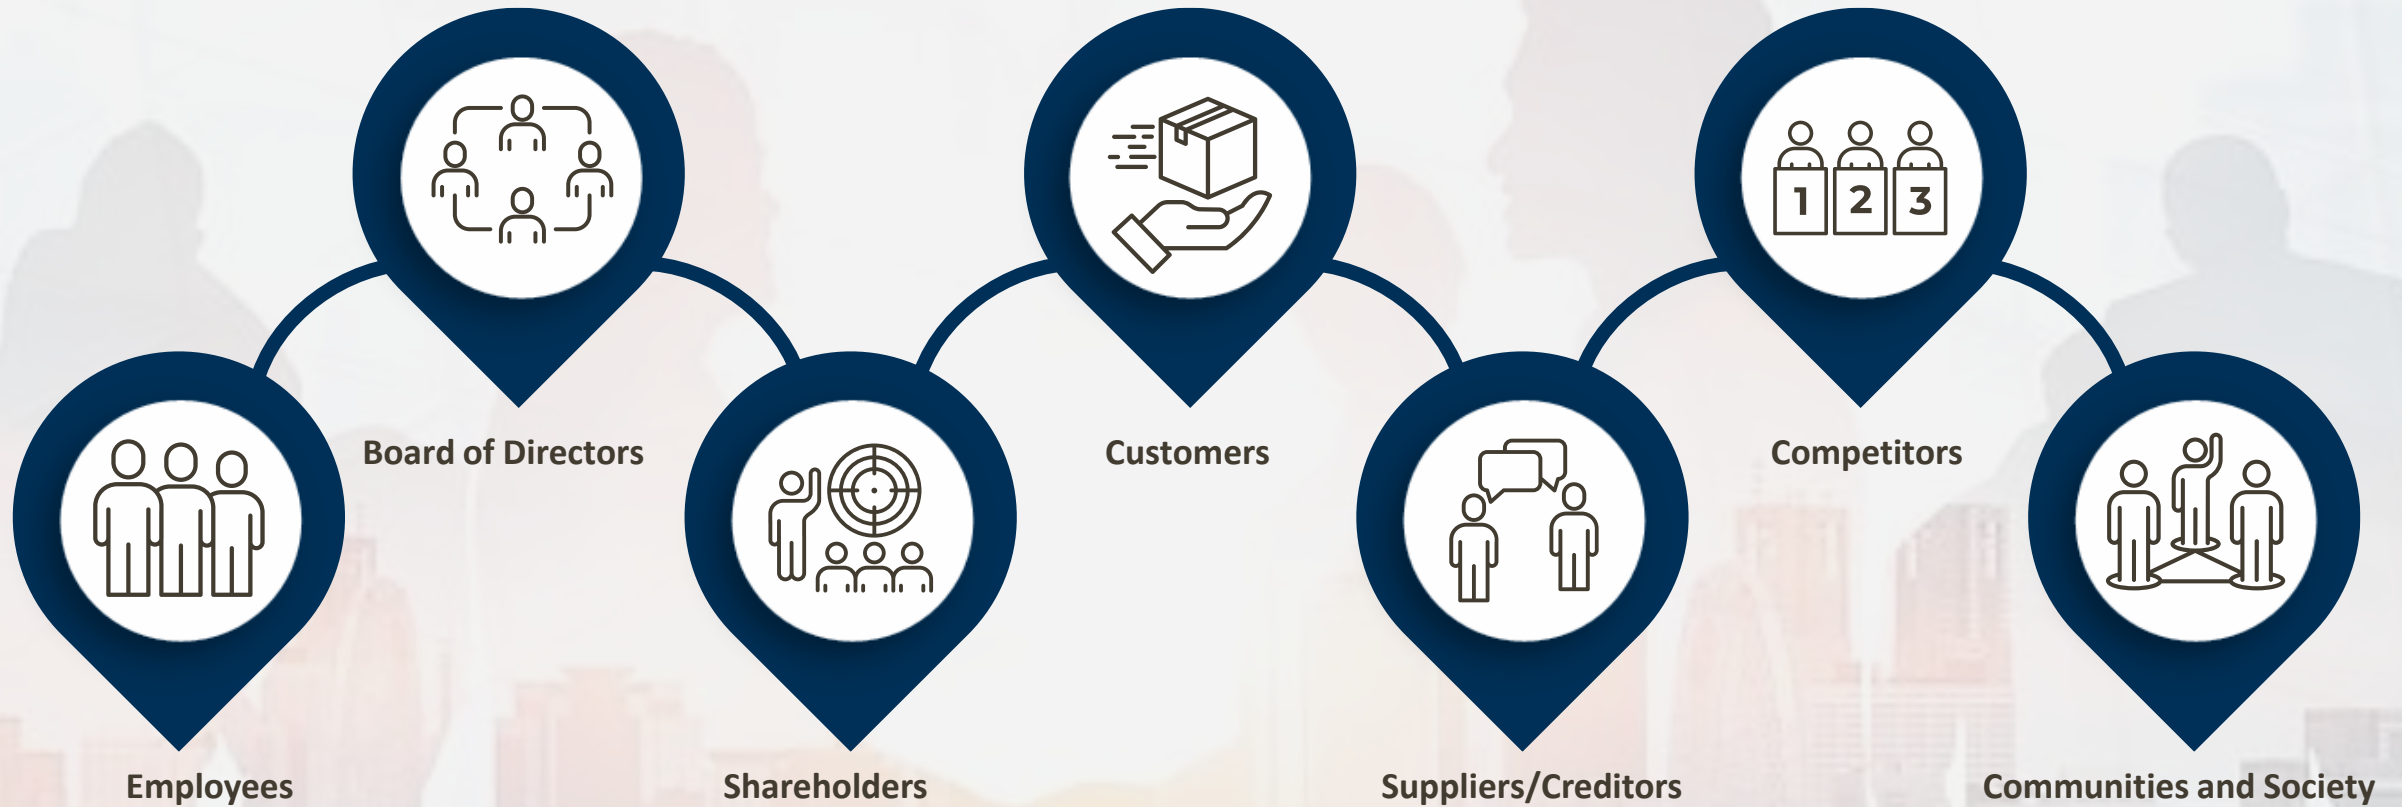 1 2 3
Board of Directors
Customers
Competitors
Employees
Shareholders
Suppliers/Creditors
Communities and Society